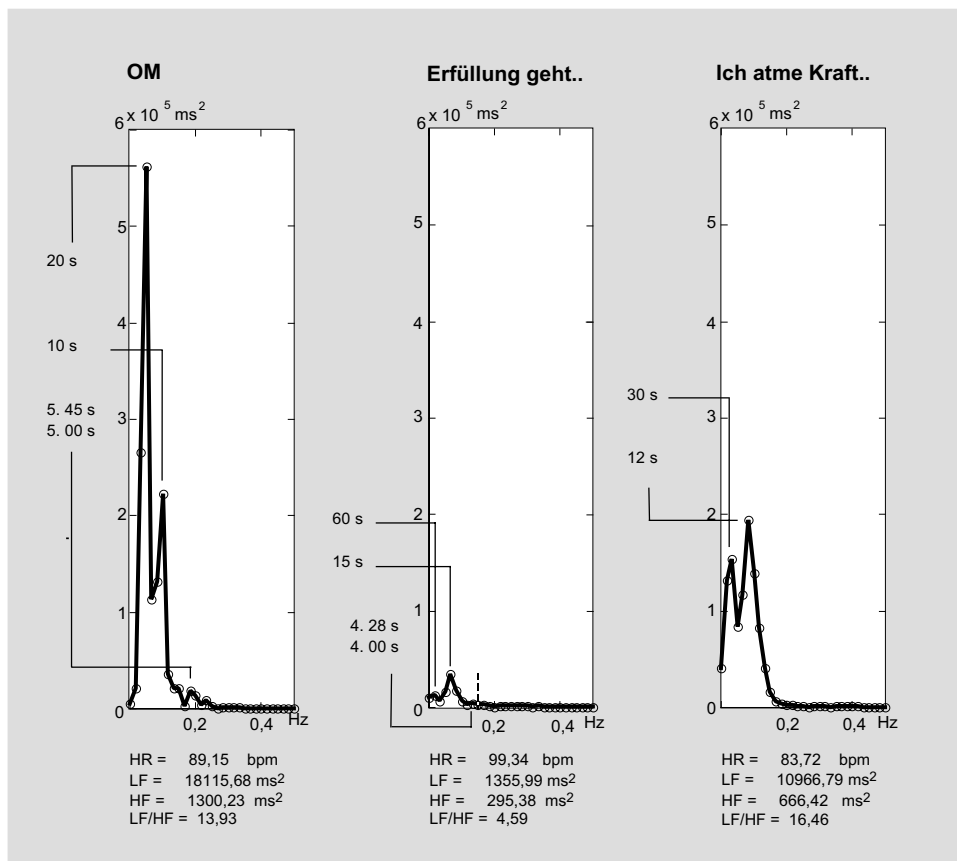 OM
6 x 10 5 ms2
5
4
3
2
1
0
0,2
0,4
Hz
20 s
10 s
5. 45 s
5. 00 s
HR = 89,15 bpm
LF = 18115,68 ms2
HF = 1300,23 ms2
LF/HF = 13,93
Erfüllung geht..
6 x 10 5 ms2
5
4
3
2
1
0
0,2
0,4
Hz
60 s
15 s
4. 28 s
4. 00 s
HR = 99,34 bpm
LF = 1355,99 ms2
HF = 295,38 ms2
LF/HF = 4,59
Ich atme Kraft..
6 x 10 5 ms2
5
4
3
2
1
0
0,2
0,4
Hz
30 s
12 s
HR = 83,72 bpm
LF = 10966,79 ms2
HF = 666,42 ms2
LF/HF = 16,46